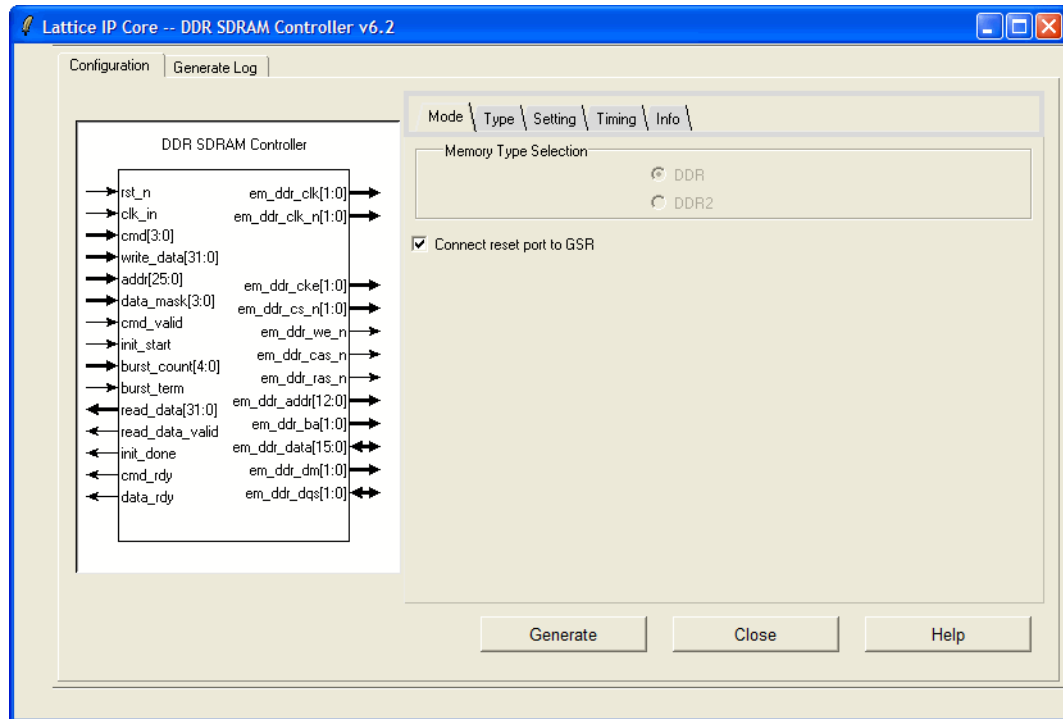 Lattice IP Core -- DDR SDRAM Controller v6.2
Configuration
Generate Log
DDR SDRAM Controller
rst_n
clk_in
cmd[3:0]
write_data[31:0]
addr[25:0]
data_mask[3:0]
cmd_valid
init_start
burst_count[4:0]
burst_term
read_data[31:0]
read_data_valid
init_done
cmd_rdy
data_rdy
em_ddr_clk[1:0]
em_ddr_clk_n[1:0]
em_ddr_cke[1:0]
em_ddr_cs_n[1:0]
em_ddr_we_n
em_ddr_cas_n
em_ddr_ras_n
em_ddr_addr[12:0]
em_ddr_ba[1:0]
em_ddr_data[15:0]
em_ddr_dm[1:0]
em_ddr_dqs[1:0]
Mode
Type
Setting
Timing
Info
Memory Type Selection
DDR
DDR2
Connect reset port to GSR
Generate
Close
Help